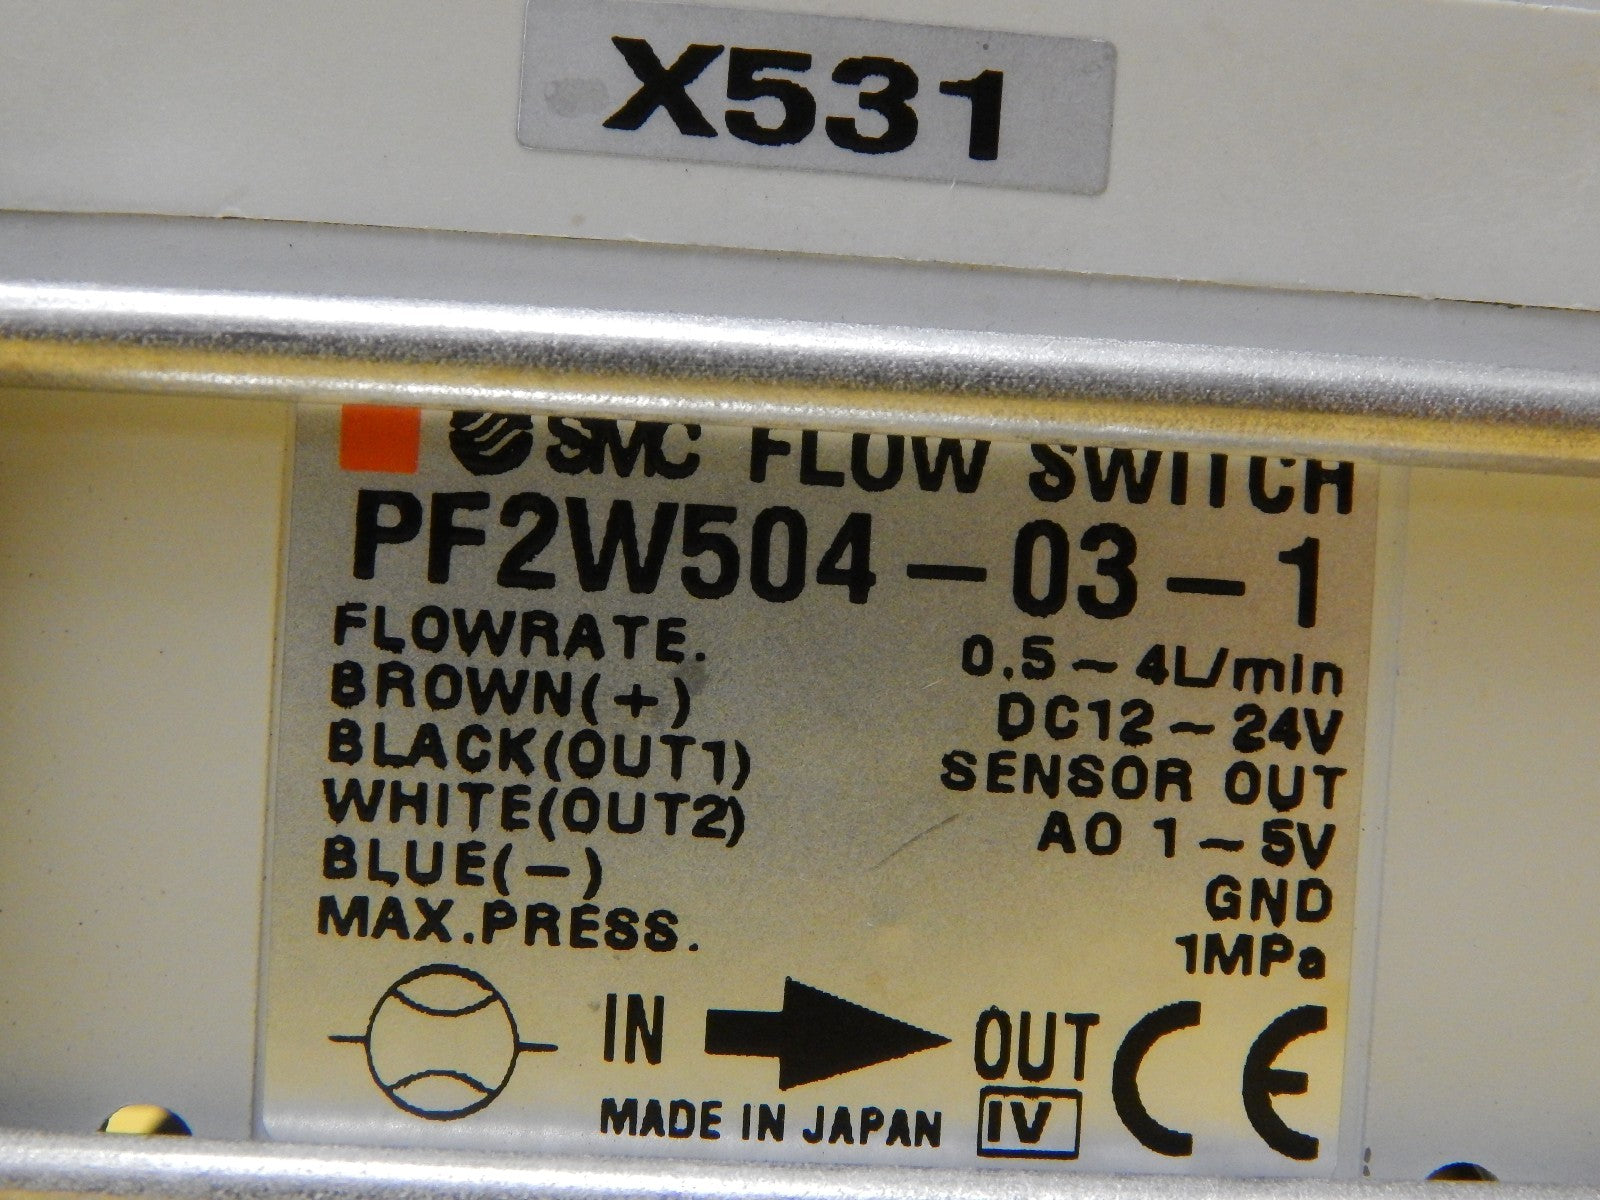 X531
SMC FLOW SWITCH
PF2W504-03-1
FLOWRATE. 0.5~4L/min
BROWN(+) DC12~24V
BLACK(OUT1) SENSOR OUT
WHITE(OUT2) AO 1~5V
BLUE(-) GND
MAX.PRESS. 1MPa
IN OUT CE
MADE IN JAPAN IV